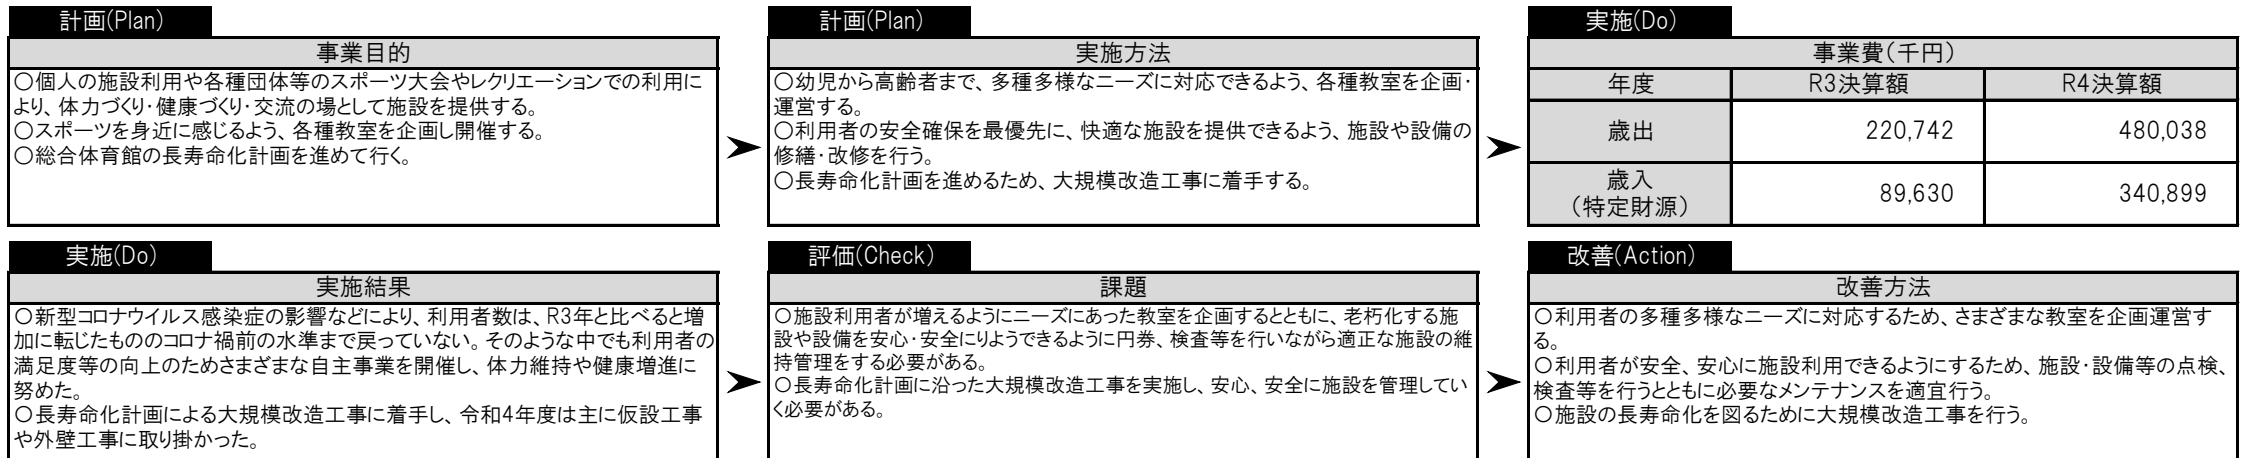 計画(Plan)
事業目的
○個人の施設利用や各種団体等のスポーツ大会やレクリエーションでの利用に
より、体力づくり・健康づくり・交流の場として施設を提供する。
○スポーツを身近に感じるよう、各種教室を企画し開催する。
○総合体育館の長寿命化計画を進めて行く。
計画(Plan)
実施方法
○幼児から高齢者まで、多種多様なニーズに対応できるよう、各種教室を企画・
運営する。
○利用者の安全確保を最優先に、快適な施設を提供できるよう、施設や設備の
修繕・改修を行う。
○長寿命化計画を進めるため、大規模改造工事に着手する。
実施(Do)
事業費(千円)
年度 R3決算額 R4決算額
歳出 220,742 480,038
歳入
(特定財源) 89,630 340,899
実施(Do)
実施結果
○新型コロナウイルス感染症の影響などにより、利用者数は、R3年と比べると増
加に転じたもののコロナ禍前の水準まで戻っていない。そのような中でも利用者の
満足度等の向上のためさまざまな自主事業を開催し、体力維持や健康増進に
努めた。
○長寿命化計画による大規模改造工事に着手し、令和4年度は主に仮設工事
や外壁工事に取り掛かった。
評価(Check)
課題
○施設利用者が増えるようにニーズにあった教室を企画するとともに、老朽化する施
設や設備を安心・安全にりようできるように円券、検査等を行いながら適正な施設の維
持管理をする必要がある。
○長寿命化計画に沿った大規模改造工事を実施し、安心、安全に施設を管理してい
く必要がある。
改善(Action)
改善方法
○利用者の多種多様なニーズに対応するため、さまざまな教室を企画運営す
る。
○利用者が安全、安心に施設利用できるようにするため、施設・設備等の点検、
検査等を行うとともに必要なメンテナンスを適宜行う。
○施設の長寿命化を図るために大規模改造工事を行う。